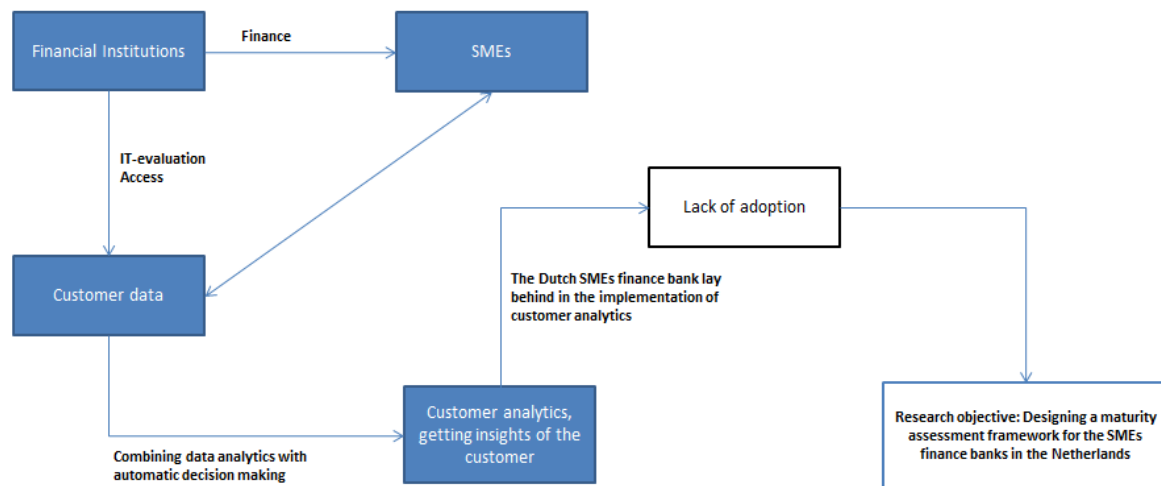 Financial Institutions
Finance
SMEs
IT-evaluation
Access
Lack of adoption
Customer data
The Dutch SMEs finance bank lay
behind in the implementation of
customer analytics
Customer analytics,
getting insights of the
customer
Combining data analytics with
automatic decision making
Research objective: Designing a maturity
assessment framework for the SMEs
finance banks in the Netherlands